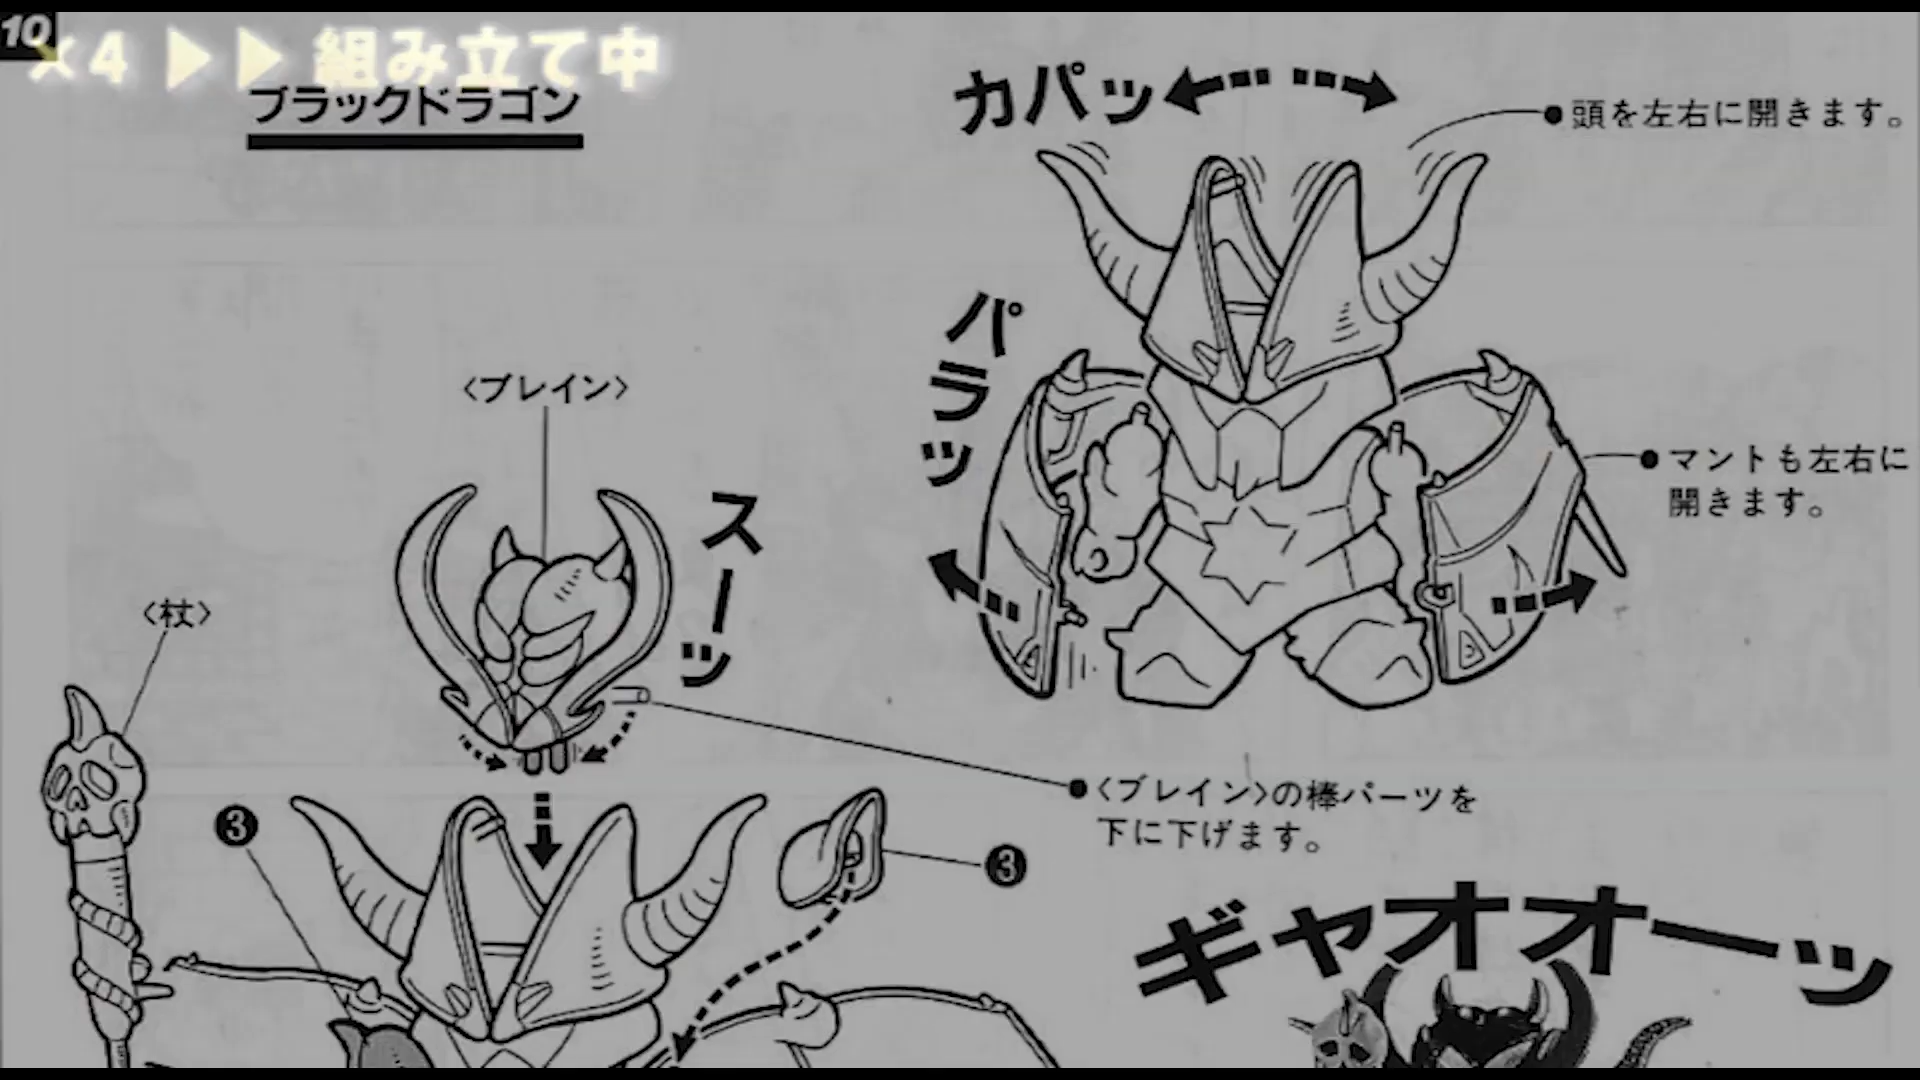 10
×4 ▶▶ 組み立て中
ブラックドラゴン
カパッ
頭を左右に開きます。
パラッ
〈ブレイン〉
スーッ
マントも左右に
開きます。
〈杖〉
〈ブレイン〉の棒パーツを
下に下げます。
3
3
ギャオオーッ